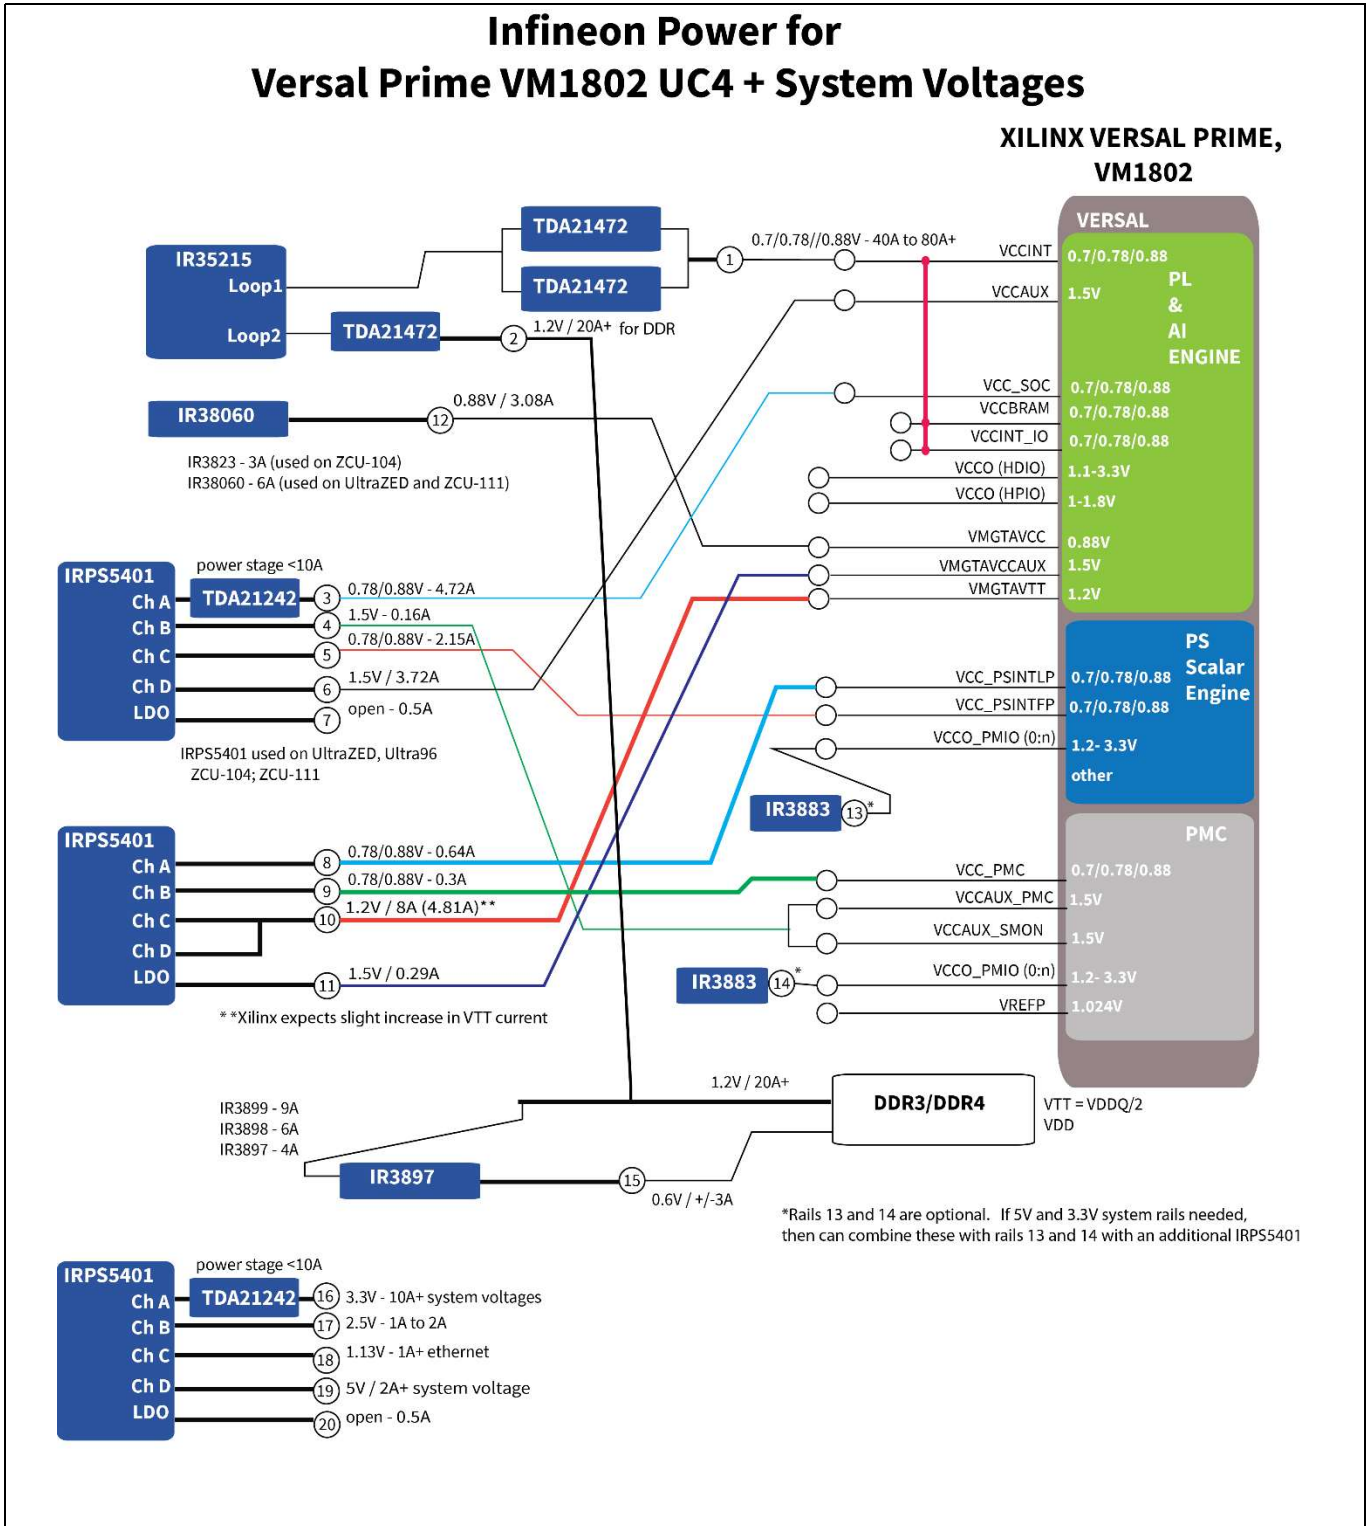 Infineon Power for
Versal Prime VM1802 UC4 + System Voltages
XILINX VERSAL PRIME,
VM1802
VERSAL
IR35215
Loop1
Loop2
TDA21472
TDA21472
TDA21472
1
0.7/0.78//0.88V - 40A to 80A+
2
1.2V / 20A+ for DDR
VCCINT
0.7/0.78/0.88
VCCAUX
1.5V
PL
&
AI
ENGINE
VCC_SOC
0.7/0.78/0.88
VCCBRAM
0.7/0.78/0.88
VCCINT_IO
0.7/0.78/0.88
VCCO (HDIO)
1.1-3.3V
VCCO (HPIO)
1-1.8V
VMGTAVCC
0.88V
VMGTAVCCAUX
1.5V
VMGTAVTT
1.2V
IR38060
12
0.88V / 3.08A
IR3823 - 3A (used on ZCU-104)
IR38060 - 6A (used on UltraZED and ZCU-111)
power stage <10A
IRPS5401
Ch A
TDA21242
3
0.78/0.88V - 4.72A
Ch B
4
1.5V - 0.16A
Ch C
5
0.78/0.88V - 2.15A
Ch D
6
1.5V / 3.72A
LDO
7
open - 0.5A
IRPS5401 used on UltraZED, Ultra96
ZCU-104; ZCU-111
PS
Scalar
Engine
VCC_PSINTLP
0.7/0.78/0.88
VCC_PSINTFP
0.7/0.78/0.88
VCCO_PMIO (0:n)
1.2- 3.3V
other
IR3883
13
*
IRPS5401
Ch A
8
0.78/0.88V - 0.64A
Ch B
9
0.78/0.88V - 0.3A
Ch C
10
1.2V / 8A (4.81A)**
Ch D
LDO
11
1.5V / 0.29A
* *Xilinx expects slight increase in VTT current
PMC
VCC_PMC
0.7/0.78/0.88
VCCAUX_PMC
1.5V
VCCAUX_SMON
1.5V
IR3883
14
*
VCCO_PMIO (0:n)
1.2- 3.3V
VREFP
1.024V
1.2V / 20A+
DDR3/DDR4
VTT = VDDQ/2
VDD
IR3899 - 9A
IR3898 - 6A
IR3897 - 4A
IR3897
15
0.6V / +/-3A
*Rails 13 and 14 are optional. If 5V and 3.3V system rails needed,
then can combine these with rails 13 and 14 with an additional IRPS5401
power stage <10A
IRPS5401
Ch A
TDA21242
16
3.3V - 10A+ system voltages
Ch B
17
2.5V - 1A to 2A
Ch C
18
1.13V - 1A+ ethernet
Ch D
19
5V / 2A+ system voltage
LDO
20
open - 0.5A